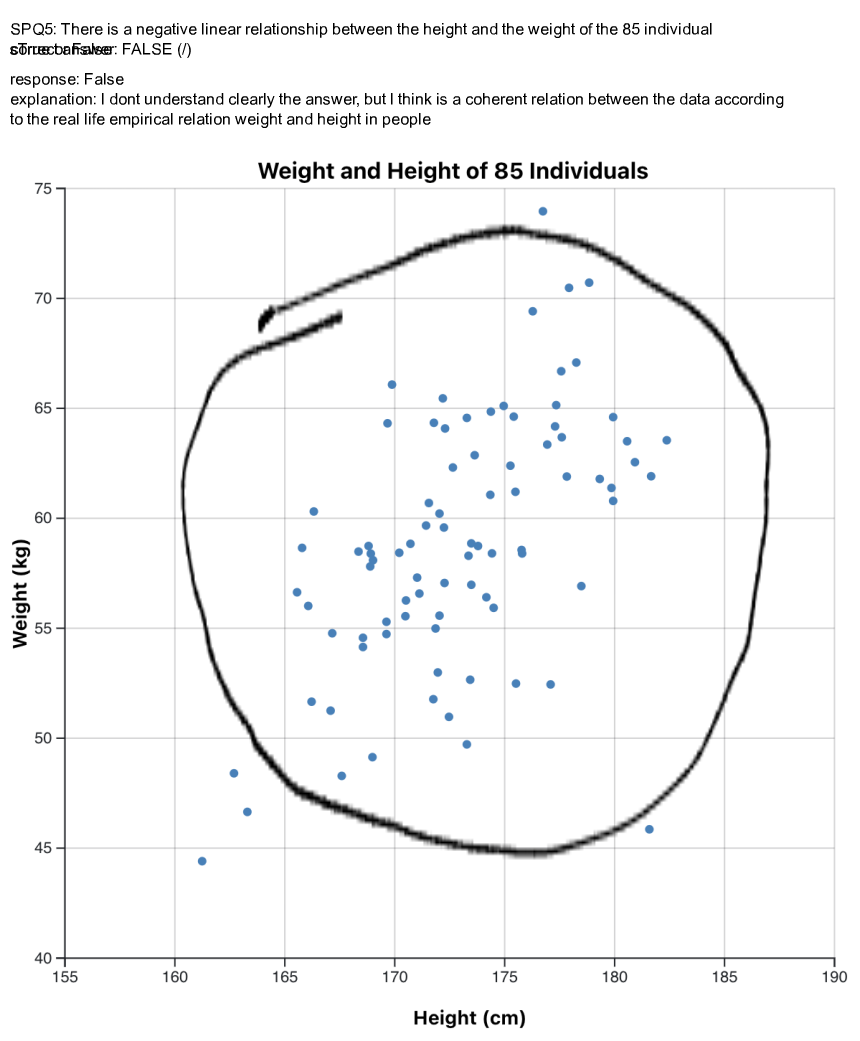 SPQ5: There is a negative linear relationship between the height and the weight of the 85 individual
: FALSE (/)
response: False
explanation: I dont understand clearly the answer, but I think is a coherent relation between the data according
to the real life empirical relation weight and height in people
Weight and Height of 85 Individuals
75
70
65
60
55
50
45
40
Weight (kg)
155 160 165 170 175 180 185 190
Height (cm)